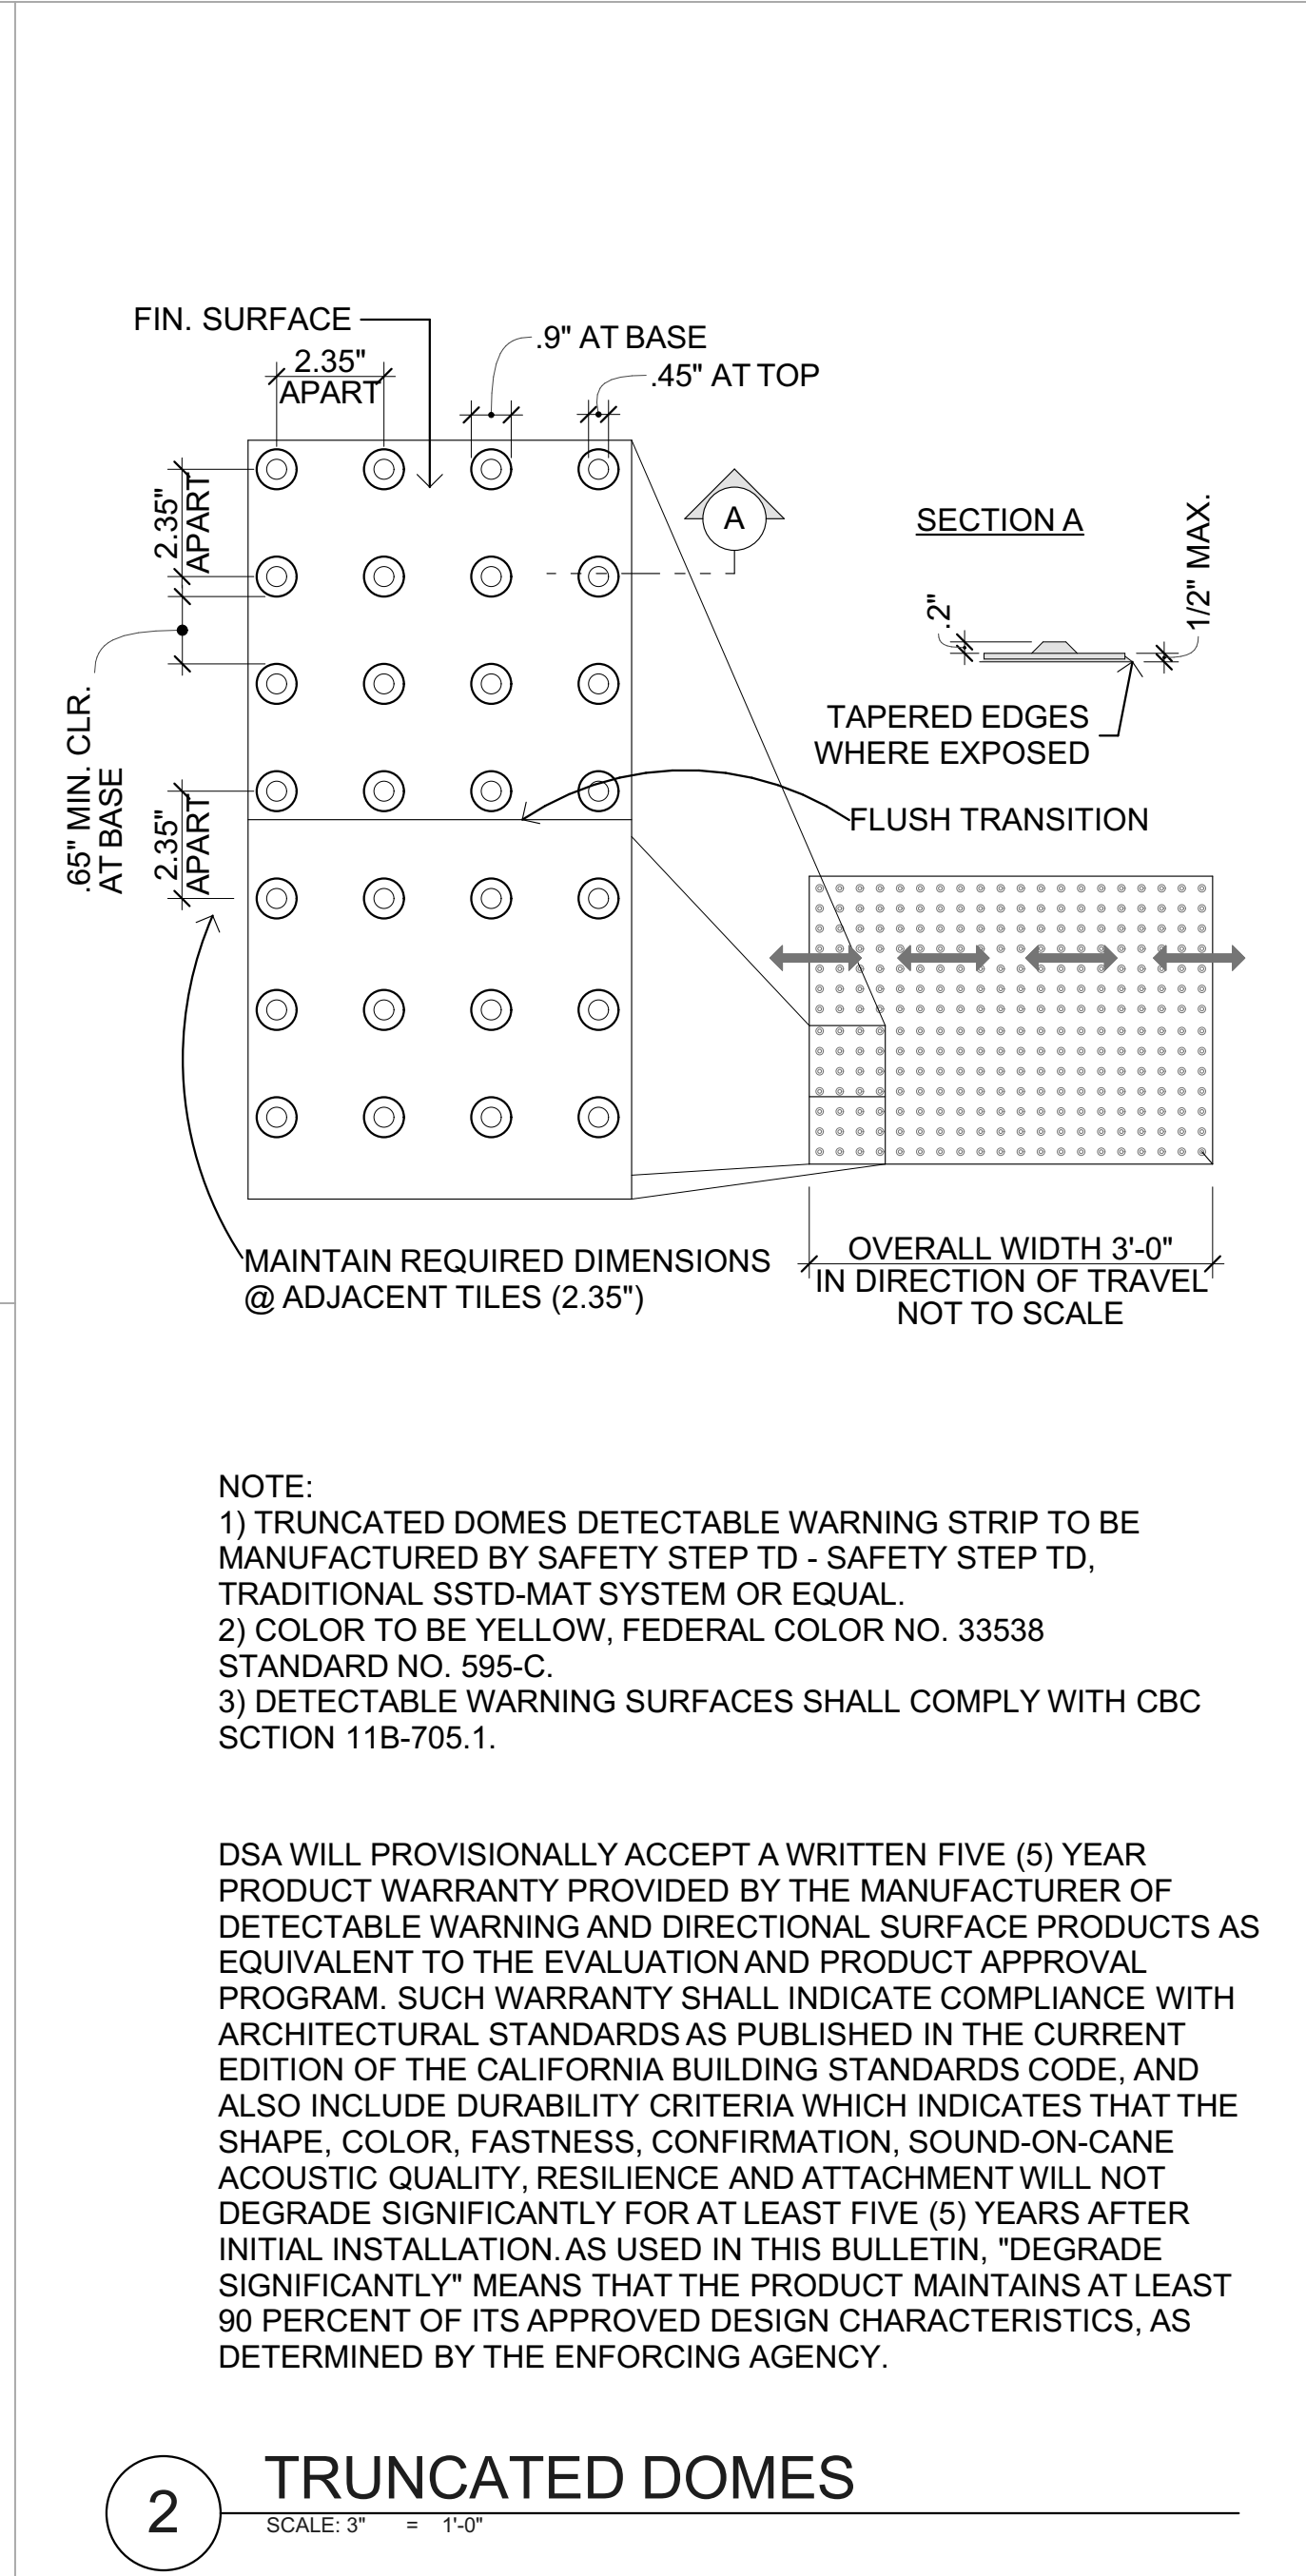 FIN. SURFACE
2.35"
APART
.9" AT BASE
.45" AT TOP
2.35"
APART
A
SECTION A
.2"
1/2" MAX.
TAPERED EDGES
WHERE EXPOSED
.65" MIN. CLR.
AT BASE
2.35"
APART
FLUSH TRANSITION
MAINTAIN REQUIRED DIMENSIONS
@ ADJACENT TILES (2.35")
OVERALL WIDTH 3'-0"
IN DIRECTION OF TRAVEL
NOT TO SCALE
NOTE:
1) TRUNCATED DOMES DETECTABLE WARNING STRIP TO BE
MANUFACTURED BY SAFETY STEP TD - SAFETY STEP TD,
TRADITIONAL SSTD-MAT SYSTEM OR EQUAL.
2) COLOR TO BE YELLOW, FEDERAL COLOR NO. 33538
STANDARD NO. 595-C.
3) DETECTABLE WARNING SURFACES SHALL COMPLY WITH CBC
SCTION 11B-705.1.
DSA WILL PROVISIONALLY ACCEPT A WRITTEN FIVE (5) YEAR
PRODUCT WARRANTY PROVIDED BY THE MANUFACTURER OF
DETECTABLE WARNING AND DIRECTIONAL SURFACE PRODUCTS AS
EQUIVALENT TO THE EVALUATION AND PRODUCT APPROVAL
PROGRAM. SUCH WARRANTY SHALL INDICATE COMPLIANCE WITH
ARCHITECTURAL STANDARDS AS PUBLISHED IN THE CURRENT
EDITION OF THE CALIFORNIA BUILDING STANDARDS CODE, AND
ALSO INCLUDE DURABILITY CRITERIA WHICH INDICATES THAT THE
SHAPE, COLOR, FASTNESS, CONFIRMATION, SOUND-ON-CANE
ACOUSTIC QUALITY, RESILIENCE AND ATTACHMENT WILL NOT
DEGRADE SIGNIFICANTLY FOR AT LEAST FIVE (5) YEARS AFTER
INITIAL INSTALLATION. AS USED IN THIS BULLETIN, "DEGRADE
SIGNIFICANTLY" MEANS THAT THE PRODUCT MAINTAINS AT LEAST
90 PERCENT OF ITS APPROVED DESIGN CHARACTERISTICS, AS
DETERMINED BY THE ENFORCING AGENCY.
2
TRUNCATED DOMES
SCALE: 3" = 1'-0"